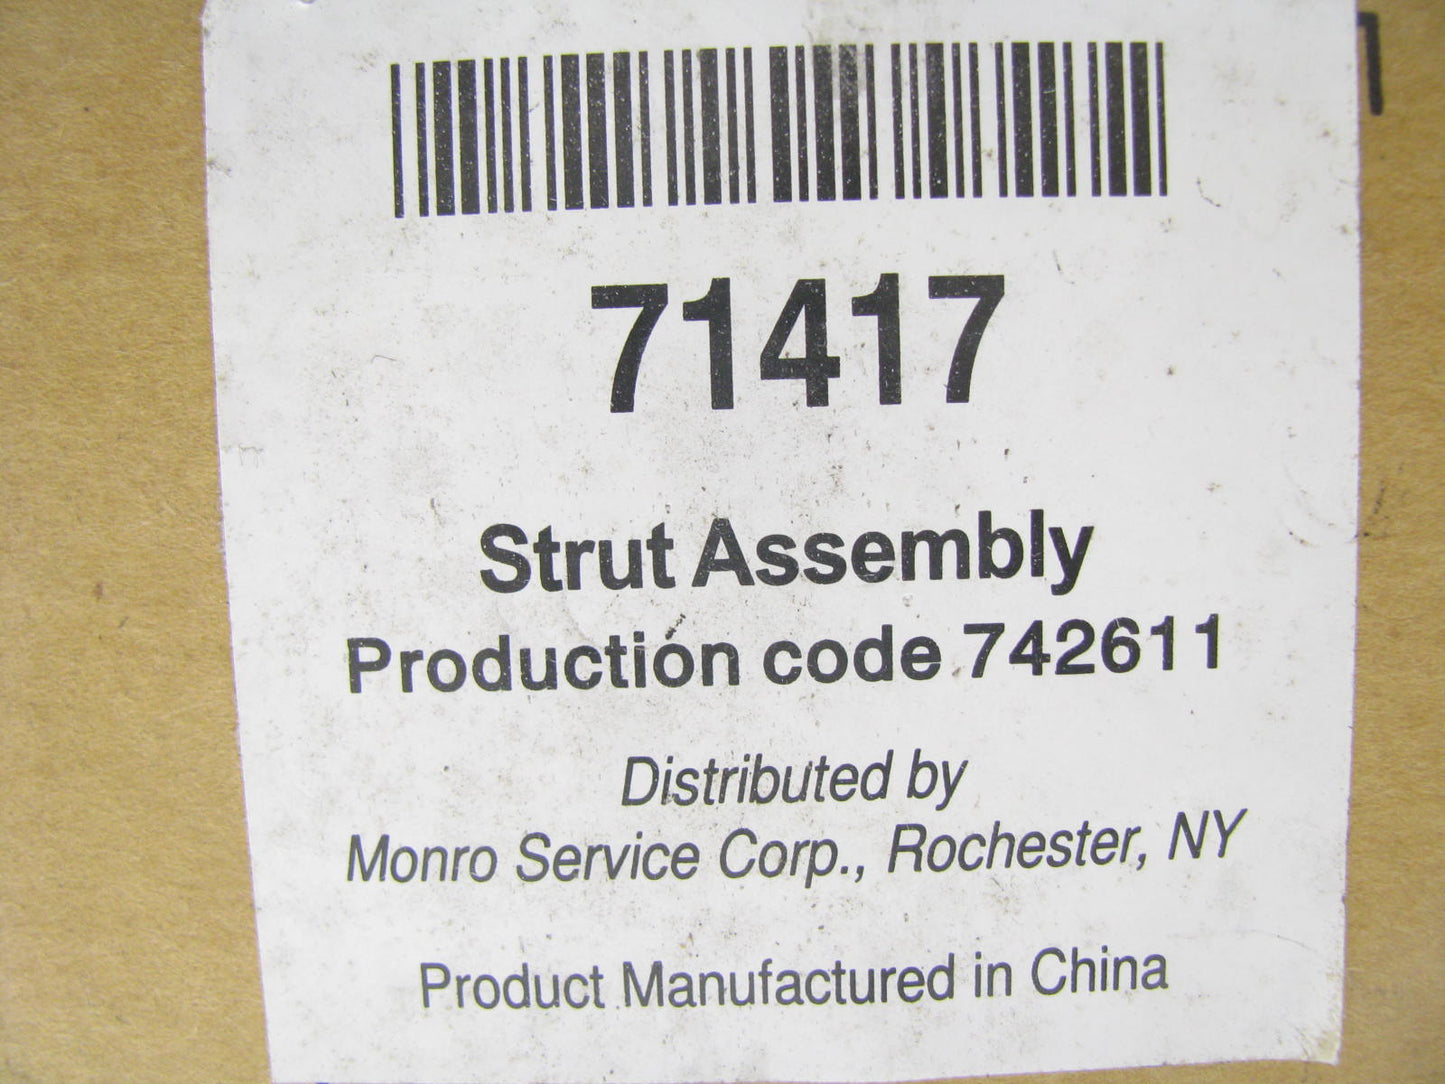 71417
Strut Assembly
Production code 742611
Distributed by
Monro Service Corp., Rochester, NY
Product Manufactured in China